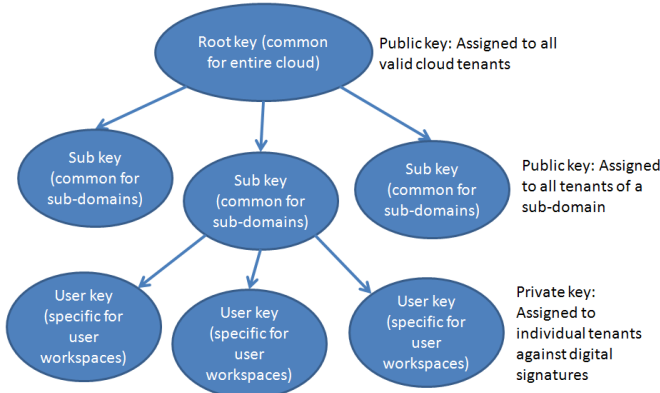 Root key (common
for entire cloud)
Public key: Assigned to all
valid cloud tenants
Sub key
(common for
sub-domains)
Sub key
(common for
sub-domains)
Sub key
(common for
sub-domains)
Public key: Assigned
to all tenants of a
sub-domain
User key
(specific for
user
workspaces)
User key
(specific for
user
workspaces)
User key
(specific for
user
workspaces)
Private key:
Assigned to
individual tenants
against digital
signatures